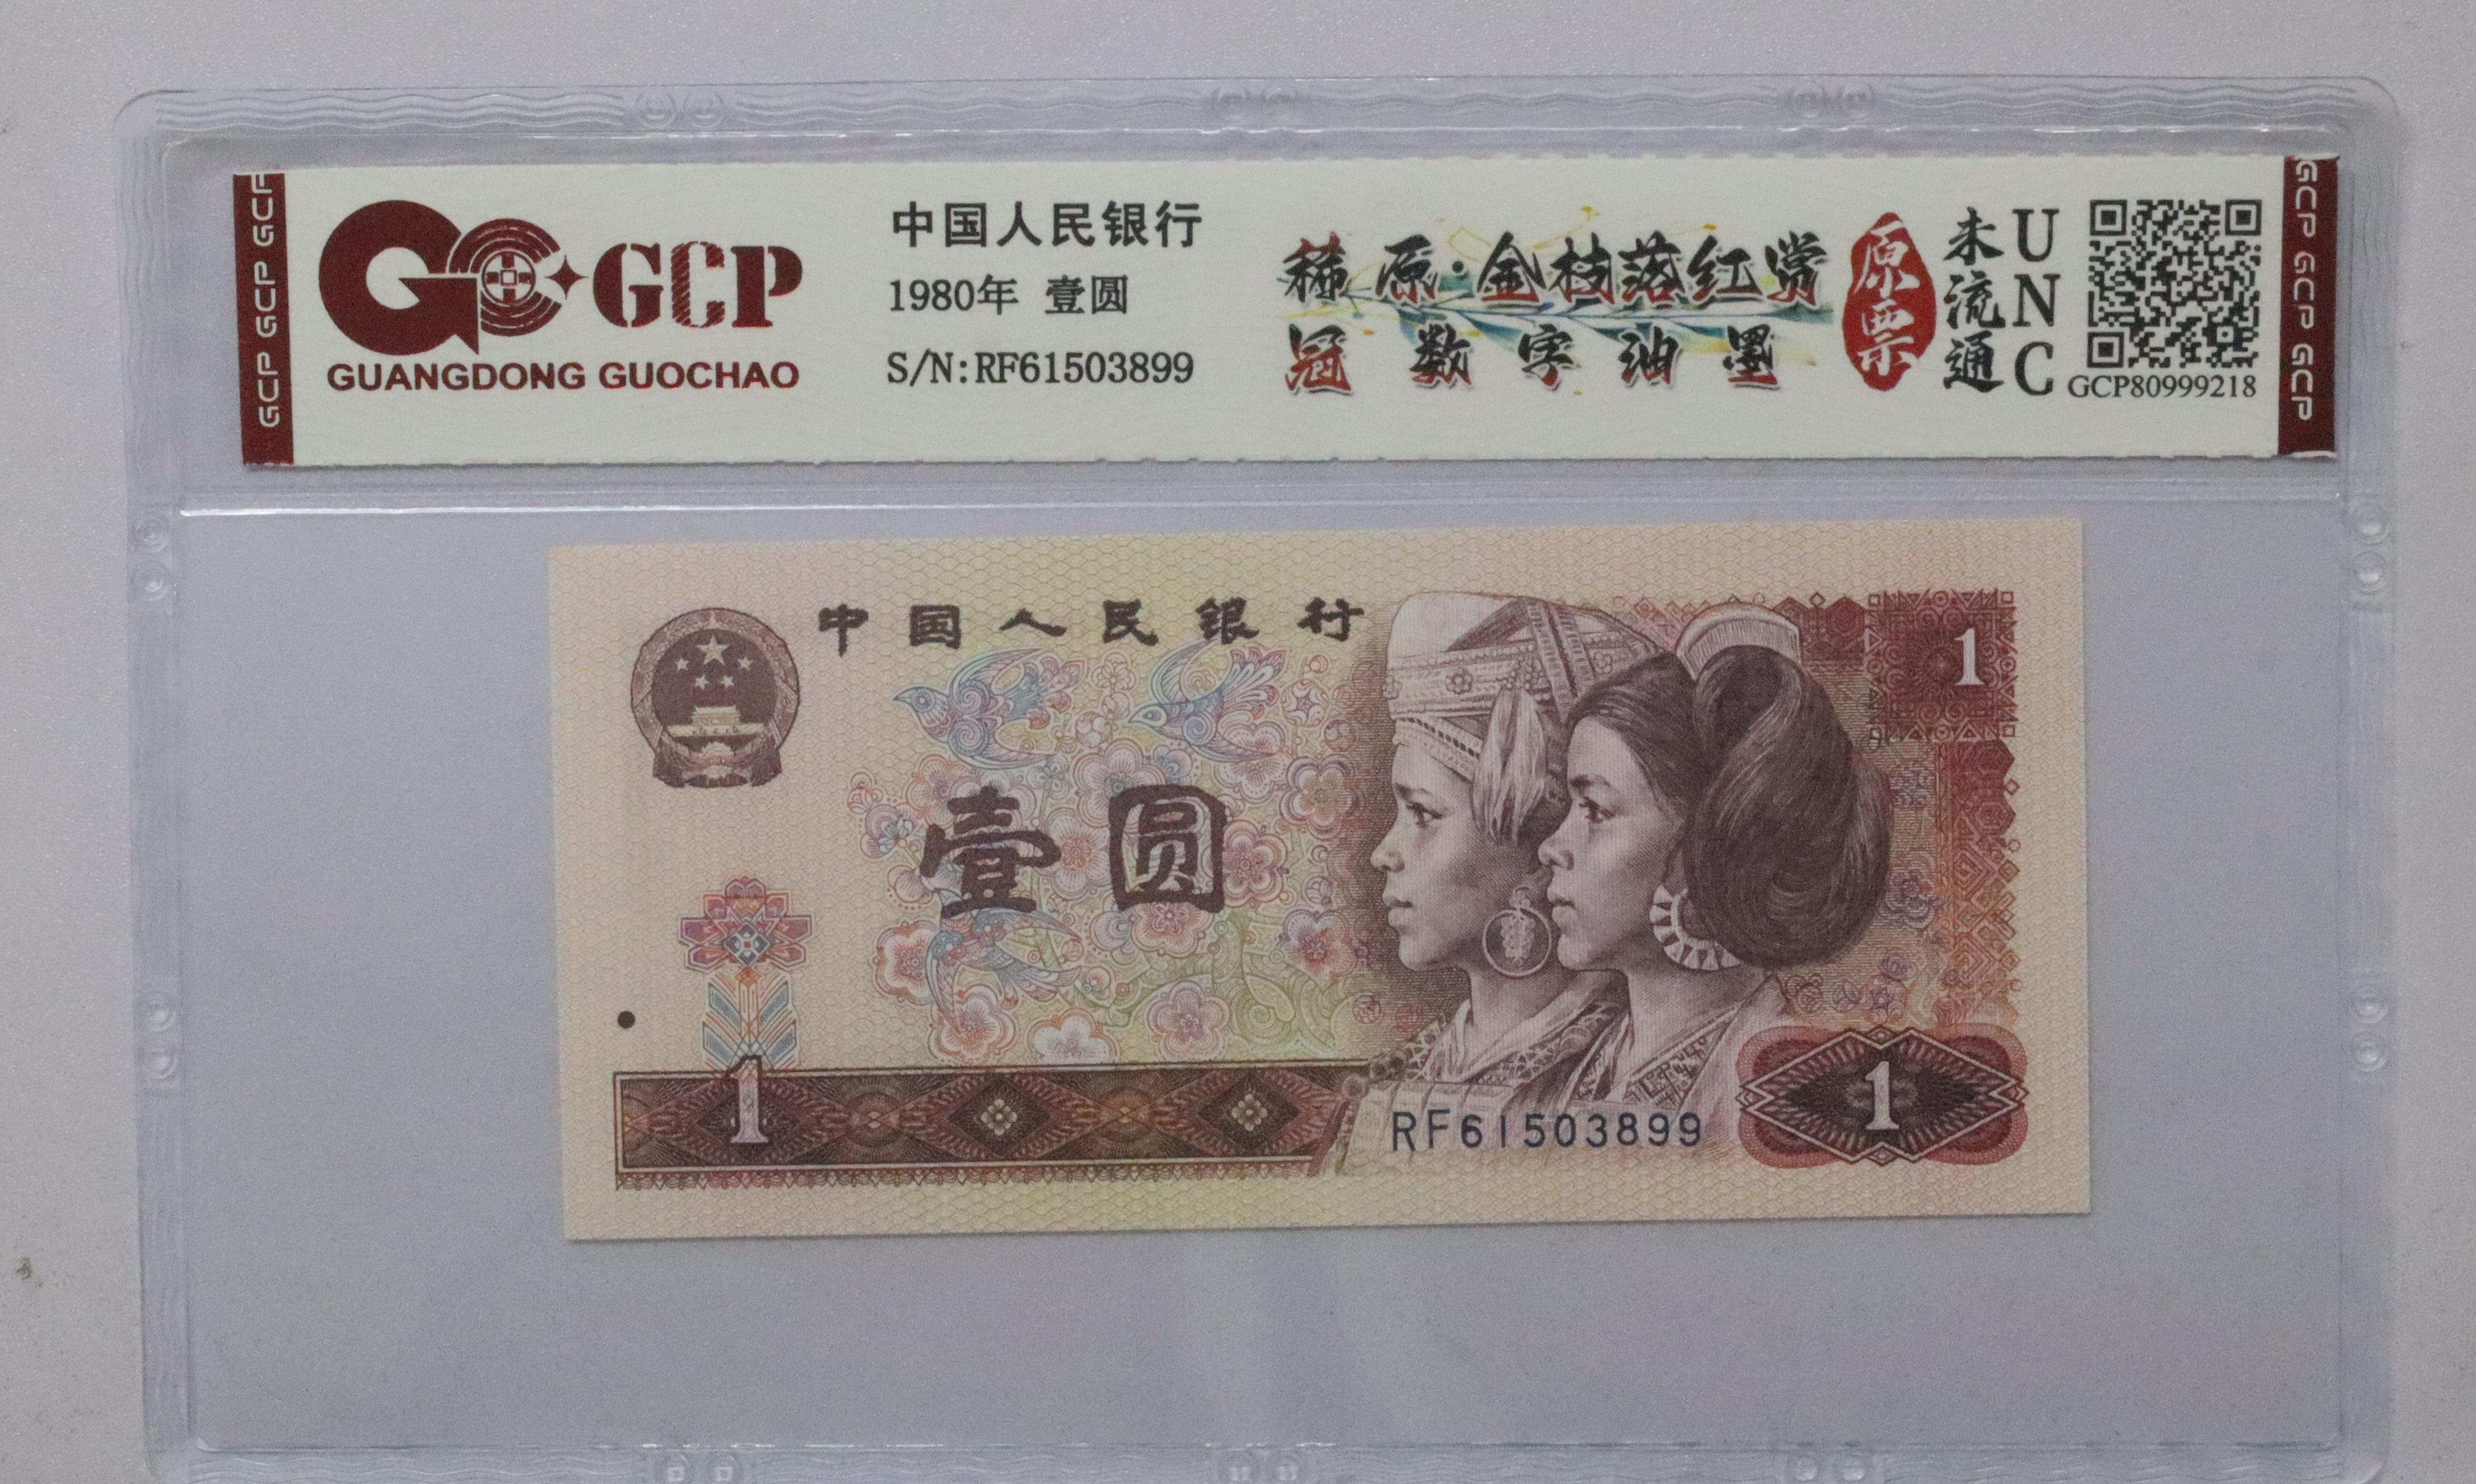 GCP GCP GCP
GCP
GUANGDONG GUOCHAO
中国人民银行
1980年 壹圆
S/N:RF61503899
稀原·金枝落红赏
冠数字油墨
原票
未流通
UNC
GCP80999218
GCP GCP GCP
中国人民银行
1
壹圆
1
RF61503899
1